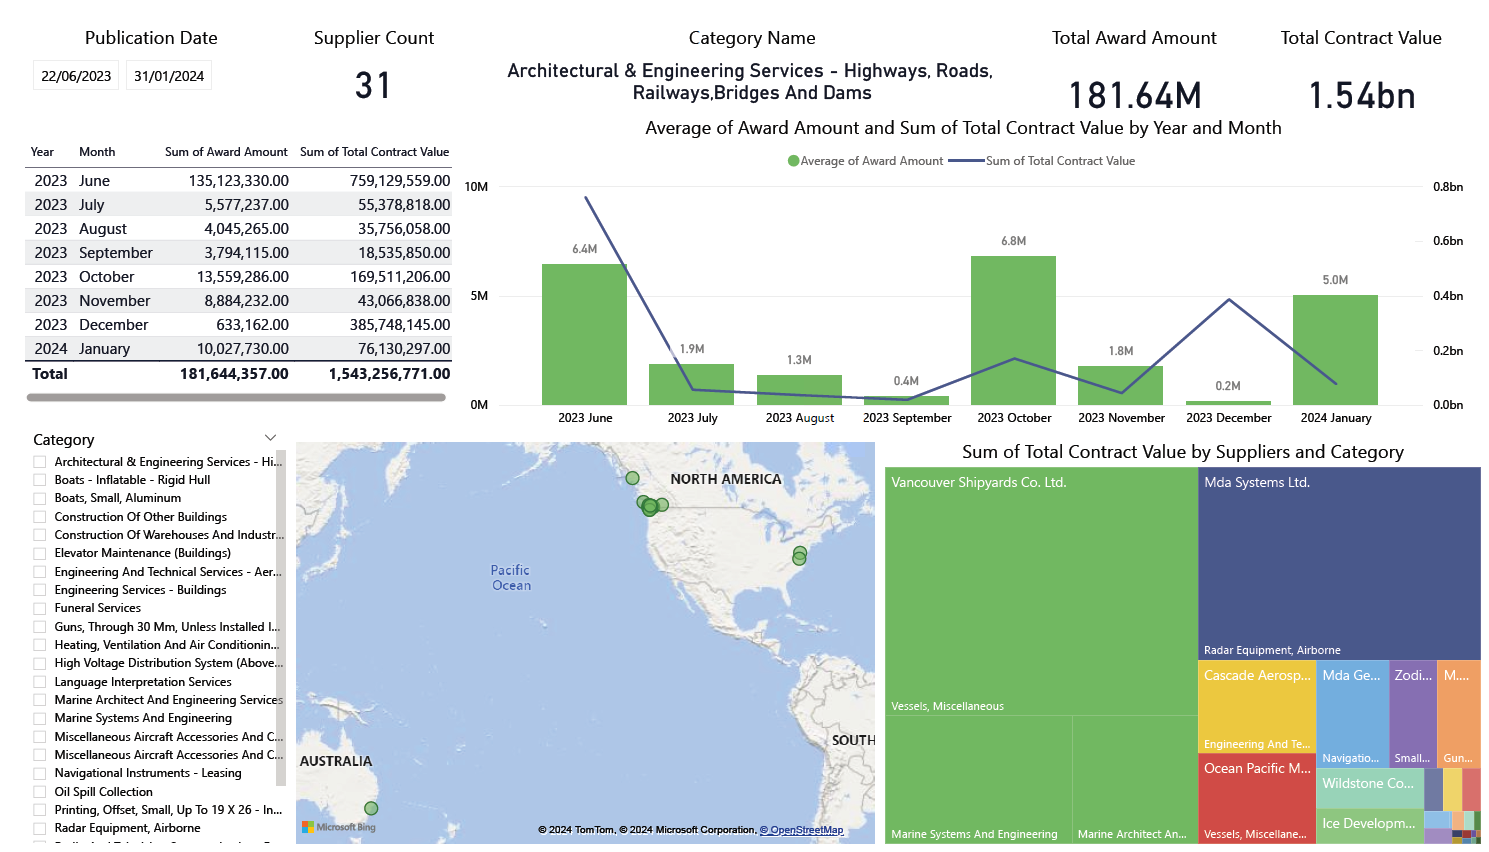 Publication Date
22/06/2023 31/01/2024
Supplier Count
31
Category Name
Architectural & Engineering Services - Highways, Roads,
Railways,Bridges And Dams
Total Award Amount
181.64M
Total Contract Value
1.54bn
Year Month Sum of Award Amount Sum of Total Contract Value
2023 June 135,123,330.00 759,129,559.00
2023 July 5,577,237.00 55,378,818.00
2023 August 4,045,265.00 35,756,058.00
2023 September 3,794,115.00 18,535,850.00
2023 October 13,559,286.00 169,511,206.00
2023 November 8,884,232.00 43,066,838.00
2023 December 633,162.00 385,748,145.00
2024 January 10,027,730.00 76,130,297.00
Total 181,644,357.00 1,543,256,771.00
Average of Award Amount and Sum of Total Contract Value by Year and Month
Average of Award Amount Sum of Total Contract Value
10M
5M
0M
0.8bn
0.6bn
0.4bn
0.2bn
0.0bn
6.4M
1.9M
1.3M
0.4M
6.8M
1.8M
0.2M
5.0M
2023 June 2023 July 2023 August 2023 September 2023 October 2023 November 2023 December 2024 January
Category
Architectural & Engineering Services - Hi...
Boats - Inflatable - Rigid Hull
Boats, Small, Aluminum
Construction Of Other Buildings
Construction Of Warehouses And Industr...
Elevator Maintenance (Buildings)
Engineering And Technical Services - Aer...
Engineering Services - Buildings
Funeral Services
Guns, Through 30 Mm, Unless Installed I...
Heating, Ventilation And Air Conditionin...
High Voltage Distribution System (Above...
Language Interpretation Services
Marine Architect And Engineering Services
Marine Systems And Engineering
Miscellaneous Aircraft Accessories And C...
Miscellaneous Aircraft Accessories And C...
Navigational Instruments - Leasing
Oil Spill Collection
Printing, Offset, Small, Up To 19 X 26 - In...
Radar Equipment, Airborne
NORTH AMERICA
Pacific
Ocean
SOUTH
AUSTRALIA
Microsoft Bing
© 2024 TomTom, © 2024 Microsoft Corporation, © OpenStreetMap
Sum of Total Contract Value by Suppliers and Category
Vancouver Shipyards Co. Ltd.
Vessels, Miscellaneous
Marine Systems And Engineering
Marine Architect An...
Mda Systems Ltd.
Radar Equipment, Airborne
Cascade Aerosp...
Engineering And Te...
Ocean Pacific M...
Vessels, Miscellane...
Mda Ge...
Navigatio...
Zodi...
Small...
M....
Gun...
Wildstone Co...
Ice Developm...